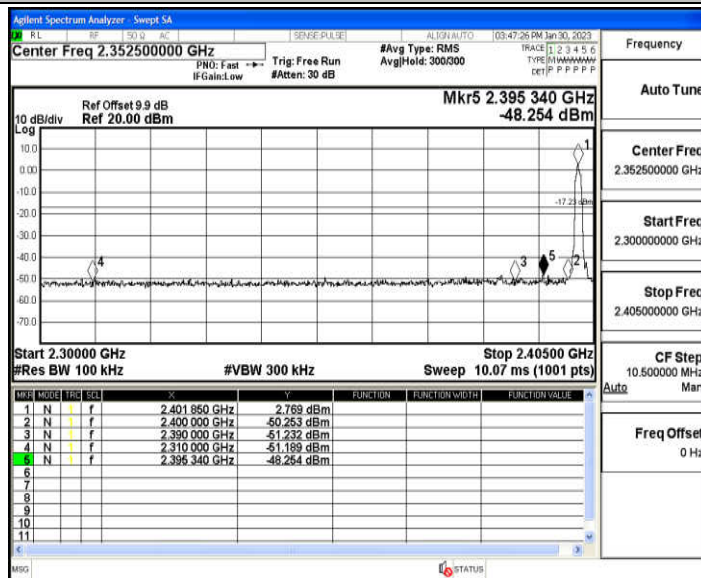 Agilent Spectrum Analyzer - Swept SA
RL RF 50 Ω AC SENSE:PULSE ALIGN AUTO 03:47:26 PM Jan 30, 2023
Center Freq 2.352500000 GHz
PNO: Fast
IFGain:Low
Trig: Free Run
#Atten: 30 dB
#Avg Type: RMS
Avg|Hold: 300/300
TRACE 1 2 3 4 5 6
TYPE M W W W W W
DET P P P P P P
Mkr5 2.395 340 GHz
-48.254 dBm
Ref Offset 9.9 dB
10 dB/div Ref 20.00 dBm
Log
10.0
0.00
-10.0
-20.0
-30.0
-40.0
-50.0
-60.0
-70.0
1
-17.23 dBm
4
3
5
2
Start 2.30000 GHz Stop 2.40500 GHz
#Res BW 100 kHz #VBW 300 kHz Sweep 10.07 ms (1001 pts)
MKR MODE TRC SCL X Y FUNCTION FUNCTION WIDTH FUNCTION VALUE
1 N 1 f 2.401 850 GHz 2.769 dBm
2 N 1 f 2.400 000 GHz -50.253 dBm
3 N 1 f 2.390 000 GHz -51.232 dBm
4 N 1 f 2.310 000 GHz -51.189 dBm
5 N 1 f 2.395 340 GHz -48.254 dBm
6
7
8
9
10
11
MSG STATUS
Frequency
Auto Tune
Center Freq
2.352500000 GHz
Start Freq
2.300000000 GHz
Stop Freq
2.405000000 GHz
CF Step
10.500000 MHz
Auto Man
Freq Offset
0 Hz